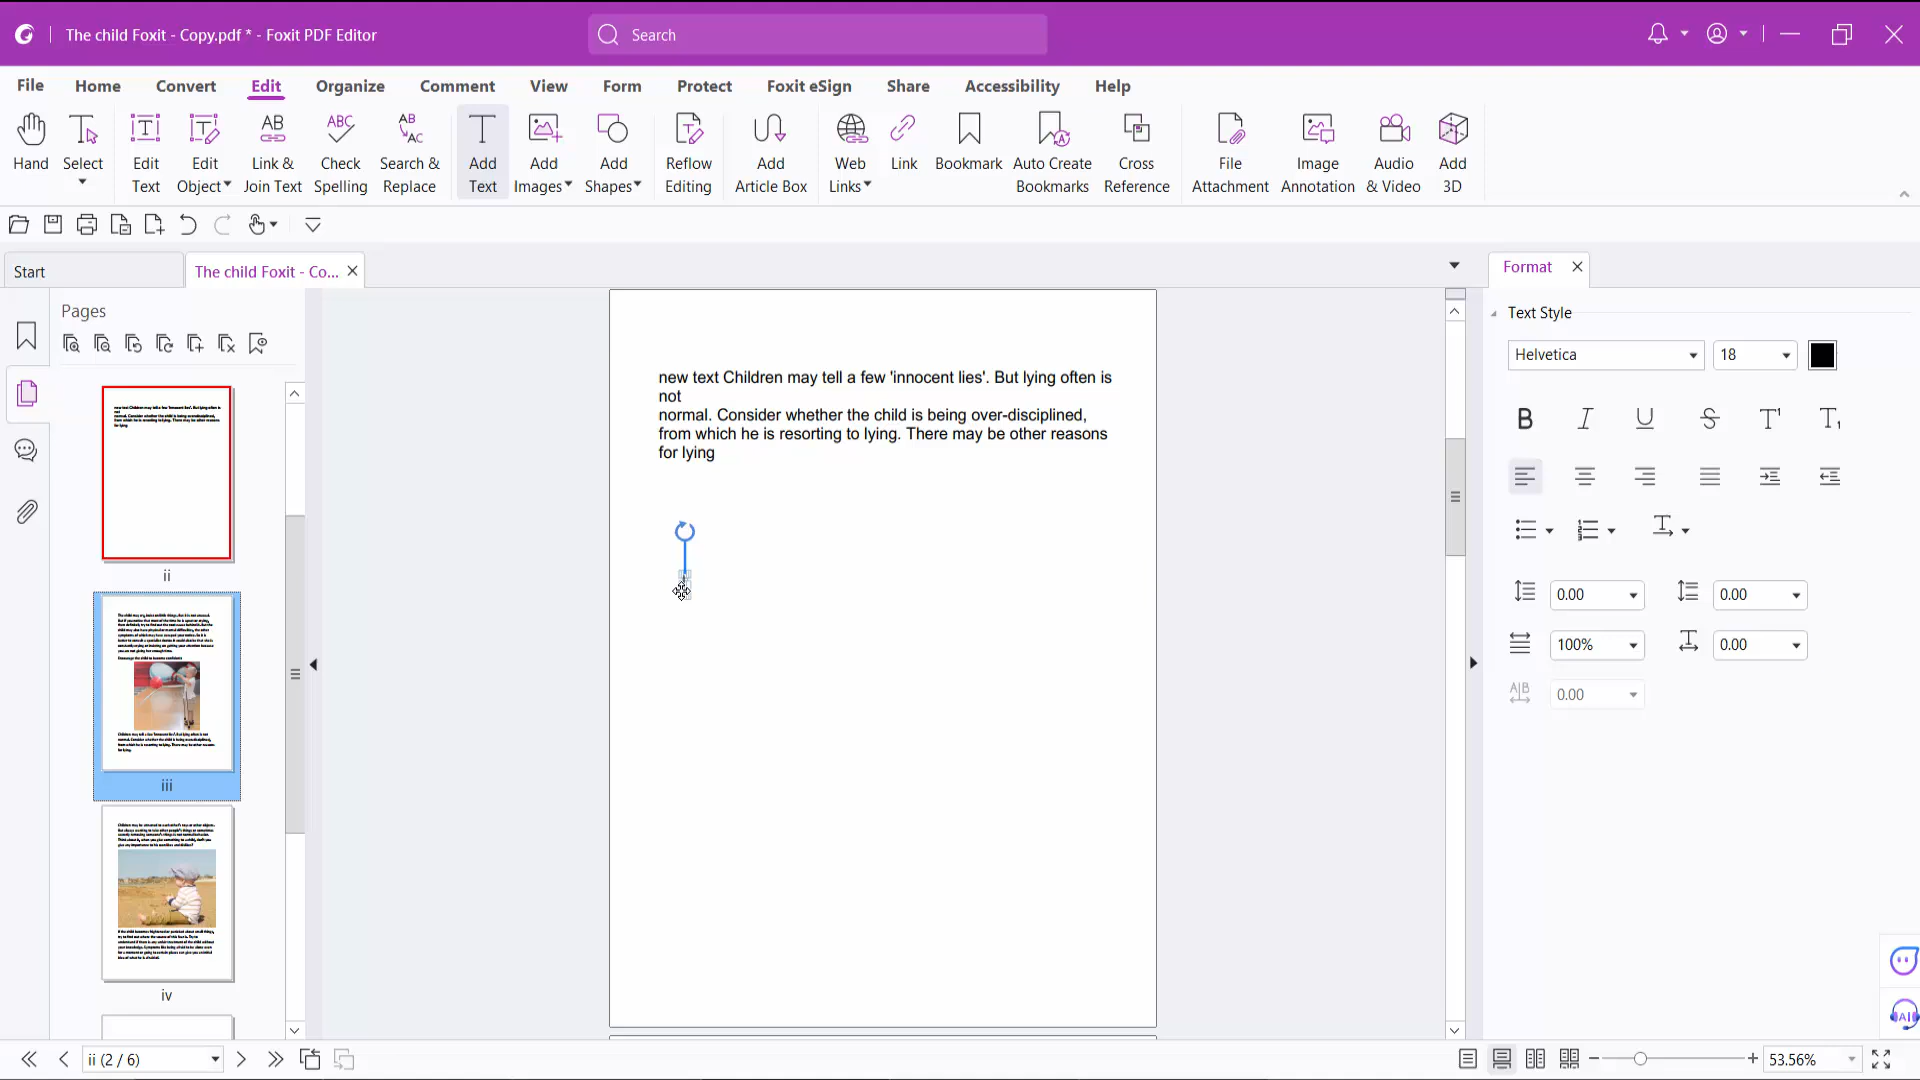 The child Foxit - Copy.pdf * - Foxit PDF Editor
Search
File Home Convert Edit Organize Comment View Form Protect Foxit eSign Share Accessibility Help
Hand
Select
Edit Text
Edit Object
Link & Join Text
Check Spelling
Search & Replace
Add Text
Add Images
Add Shapes
Reflow Editing
Add Article Box
Web Links
Link
Bookmark
Auto Create Bookmarks
Cross Reference
File Attachment
Image Annotation
Audio & Video
Add 3D
Start
The child Foxit - Co...
Format
Pages
ii
iii
iv
new text Children may tell a few 'innocent lies'. But lying often is
not
normal. Consider whether the child is being over-disciplined,
from which he is resorting to lying. There may be other reasons
for lying
Text Style
Helvetica
18
0.00
0.00
100%
0.00
0.00
ii (2 / 6)
53.56%